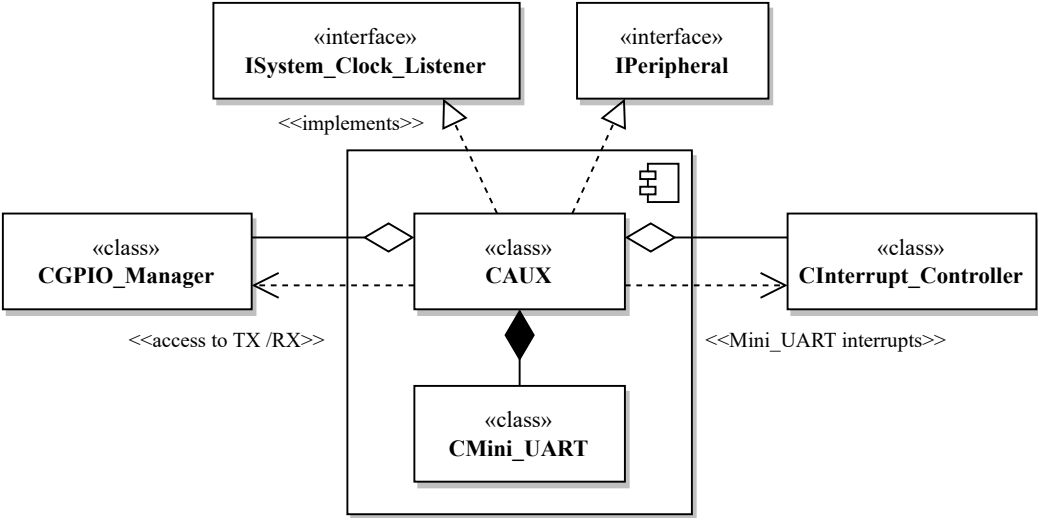 «interface»
ISystem_Clock_Listener
«interface»
IPeripheral
<<implements>>
«class»
CGPIO_Manager
«class»
CAUX
«class»
CInterrupt_Controller
<<access to TX /RX>>
<<Mini_UART interrupts>>
«class»
CMini_UART